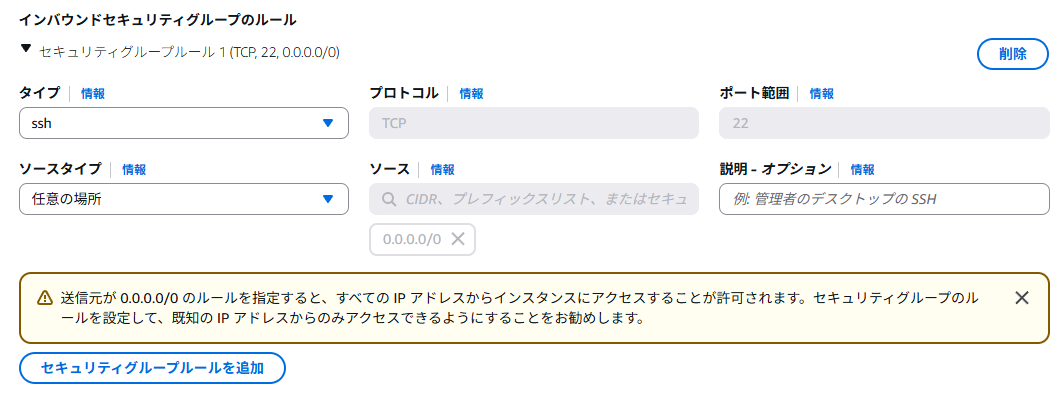 インバウンドセキュリティグループのルール
セキュリティグループルール 1 (TCP, 22, 0.0.0.0/0)
削除
タイプ 情報
プロトコル 情報
ポート範囲 情報
ssh
TCP
22
ソースタイプ 情報
ソース 情報
説明 - オプション 情報
任意の場所
CIDR、プレフィックスリスト、またはセキュ
例: 管理者のデスクトップの SSH
0.0.0.0/0
送信元が 0.0.0.0/0 のルールを指定すると、すべての IP アドレスからインスタンスにアクセスすることが許可されます。セキュリティグループのル
ールを設定して、既知の IP アドレスからのみアクセスできるようにすることをお勧めします。
セキュリティグループルールを追加